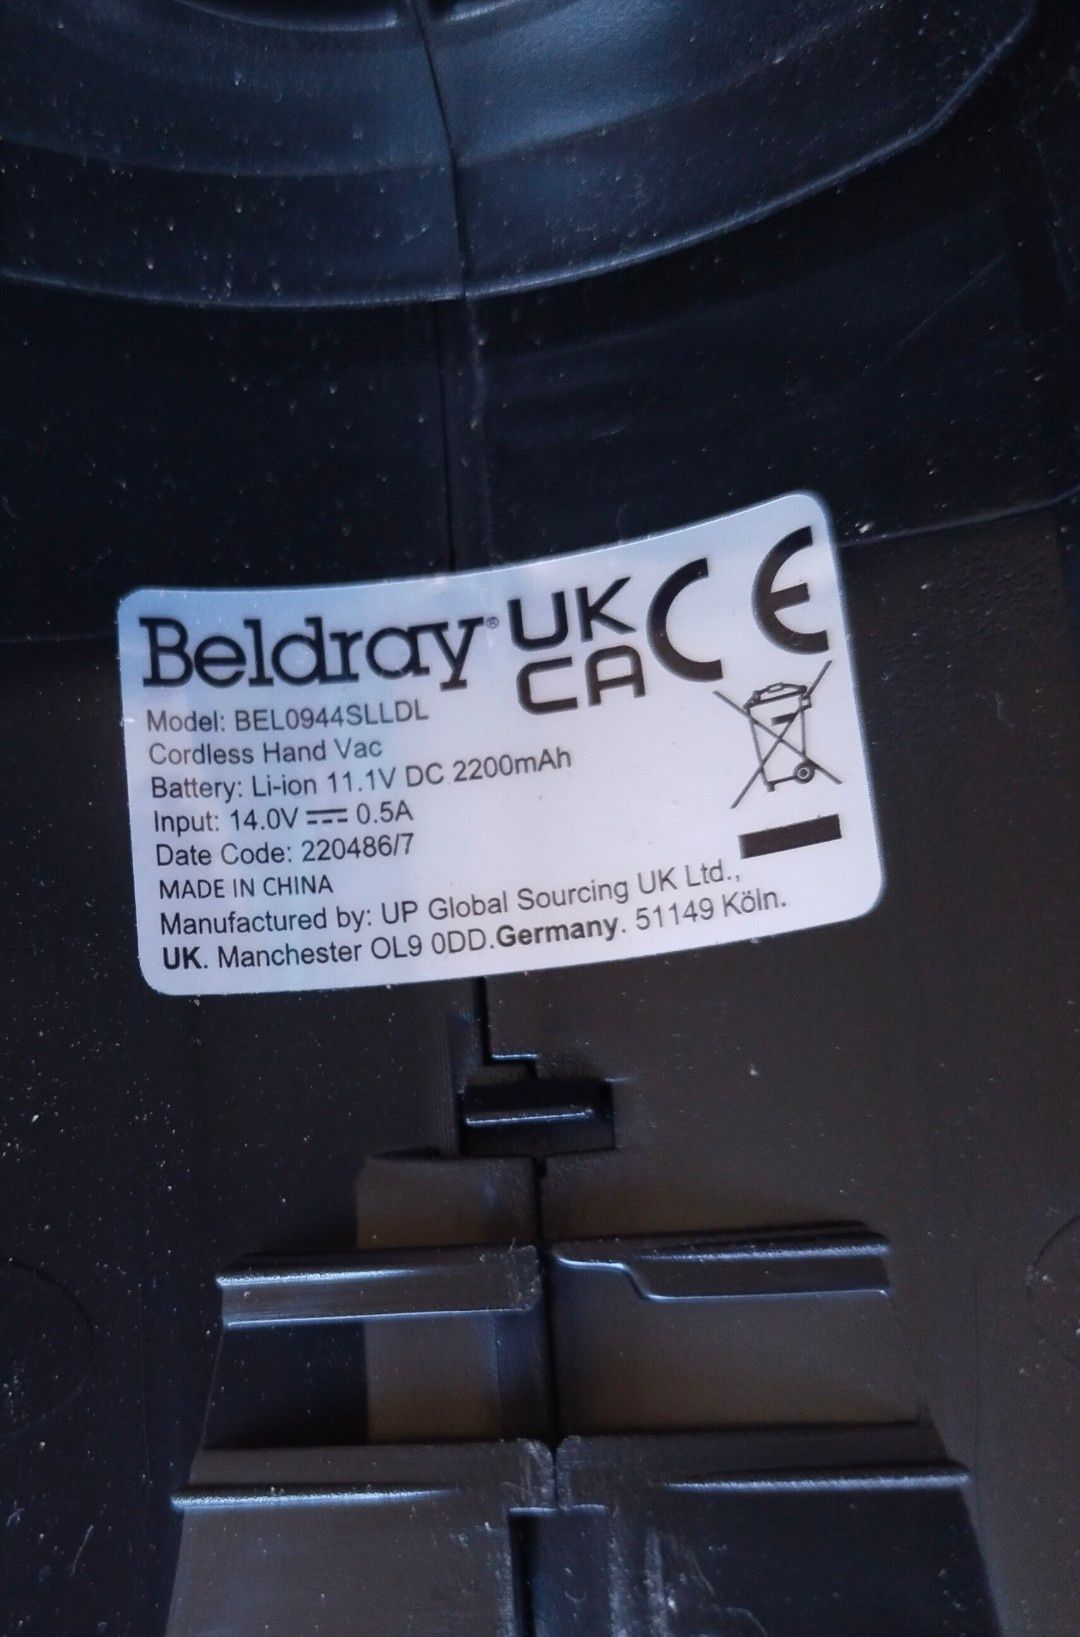 Beldray® UK CA CE
Model: BEL0944SLLDL
Cordless Hand Vac
Battery: Li-ion 11.1V DC 2200mAh
Input: 14.0V ⎓ 0.5A
Date Code: 220486/7
MADE IN CHINA
Manufactured by: UP Global Sourcing UK Ltd.,
UK. Manchester OL9 0DD.Germany. 51149 Köln.